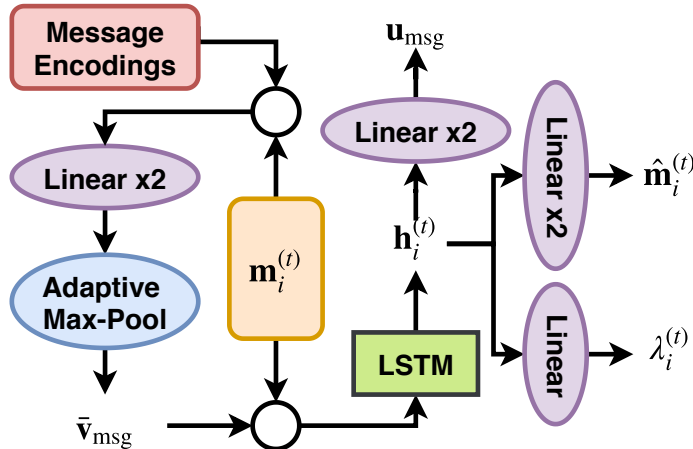 Message
Encodings
Linear x2
Adaptive
Max-Pool
v̄_msg
m_i^(t)
u_msg
Linear x2
h_i^(t)
LSTM
Linear x2
m̂_i^(t)
Linear
λ_i^(t)